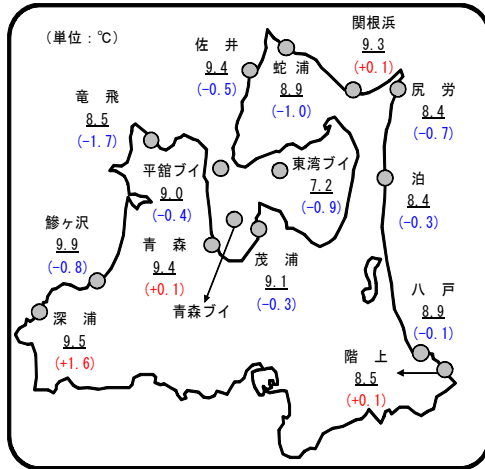 (単位：℃)
佐 井
9.4
(−0.5)
蛇 浦
8.9
(−1.0)
関根浜
9.3
(+0.1)
尻 労
8.4
(−0.7)
竜 飛
8.5
(−1.7)
平舘ブイ
9.0
(−0.4)
東湾ブイ
7.2
(−0.9)
泊
8.4
(−0.3)
鰺ヶ沢
9.9
(−0.8)
青 森
9.4
(+0.1)
青森ブイ
茂 浦
9.1
(−0.3)
八 戸
8.9
(−0.1)
深 浦
9.5
(+1.6)
階 上
8.5
(+0.1)